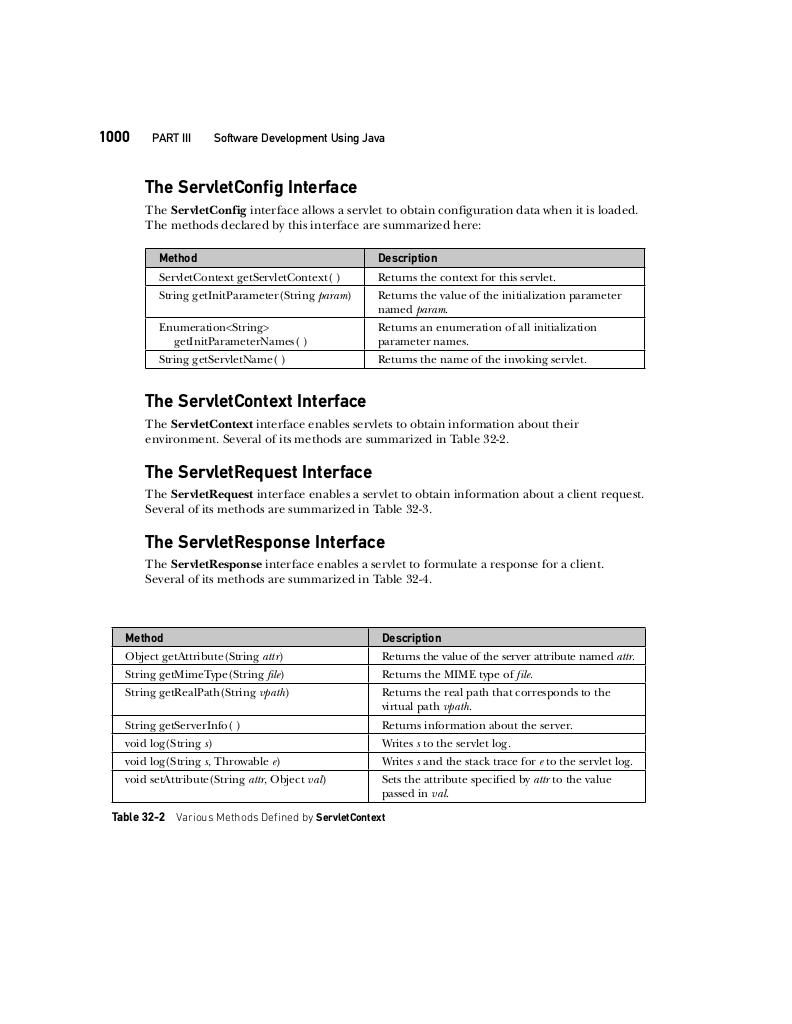 1000 PART III Software Development Using Java
The ServletConfig Interface
The ServletConfig interface allows a servlet to obtain configuration data when it is loaded.
The methods declared by this interface are summarized here:
Method Description
ServletContext getServletContext( ) Returns the context for this servlet.
String getInitParameter(String param) Returns the value of the initialization parameter
named param.
Enumeration<String> Returns an enumeration of all initialization
getInitParameterNames( ) parameter names.
String getServletName( ) Returns the name of the invoking servlet.
The ServletContext Interface
The ServletContext interface enables servlets to obtain information about their
environment. Several of its methods are summarized in Table 32-2.
The ServletRequest Interface
The ServletRequest interface enables a servlet to obtain information about a client request.
Several of its methods are summarized in Table 32-3.
The ServletResponse Interface
The ServletResponse interface enables a servlet to formulate a response for a client.
Several of its methods are summarized in Table 32-4.
Method Description
Object getAttribute(String attr) Returns the value of the server attribute named attr.
String getMimeType(String file) Returns the MIME type of file.
String getRealPath(String vpath) Returns the real path that corresponds to the
virtual path vpath.
String getServerInfo( ) Returns information about the server.
void log(String s) Writes s to the servlet log.
void log(String s, Throwable e) Writes s and the stack trace for e to the servlet log.
void setAttribute(String attr, Object val) Sets the attribute specified by attr to the value
passed in val.
Table 32-2 Various Methods Defined by ServletContext